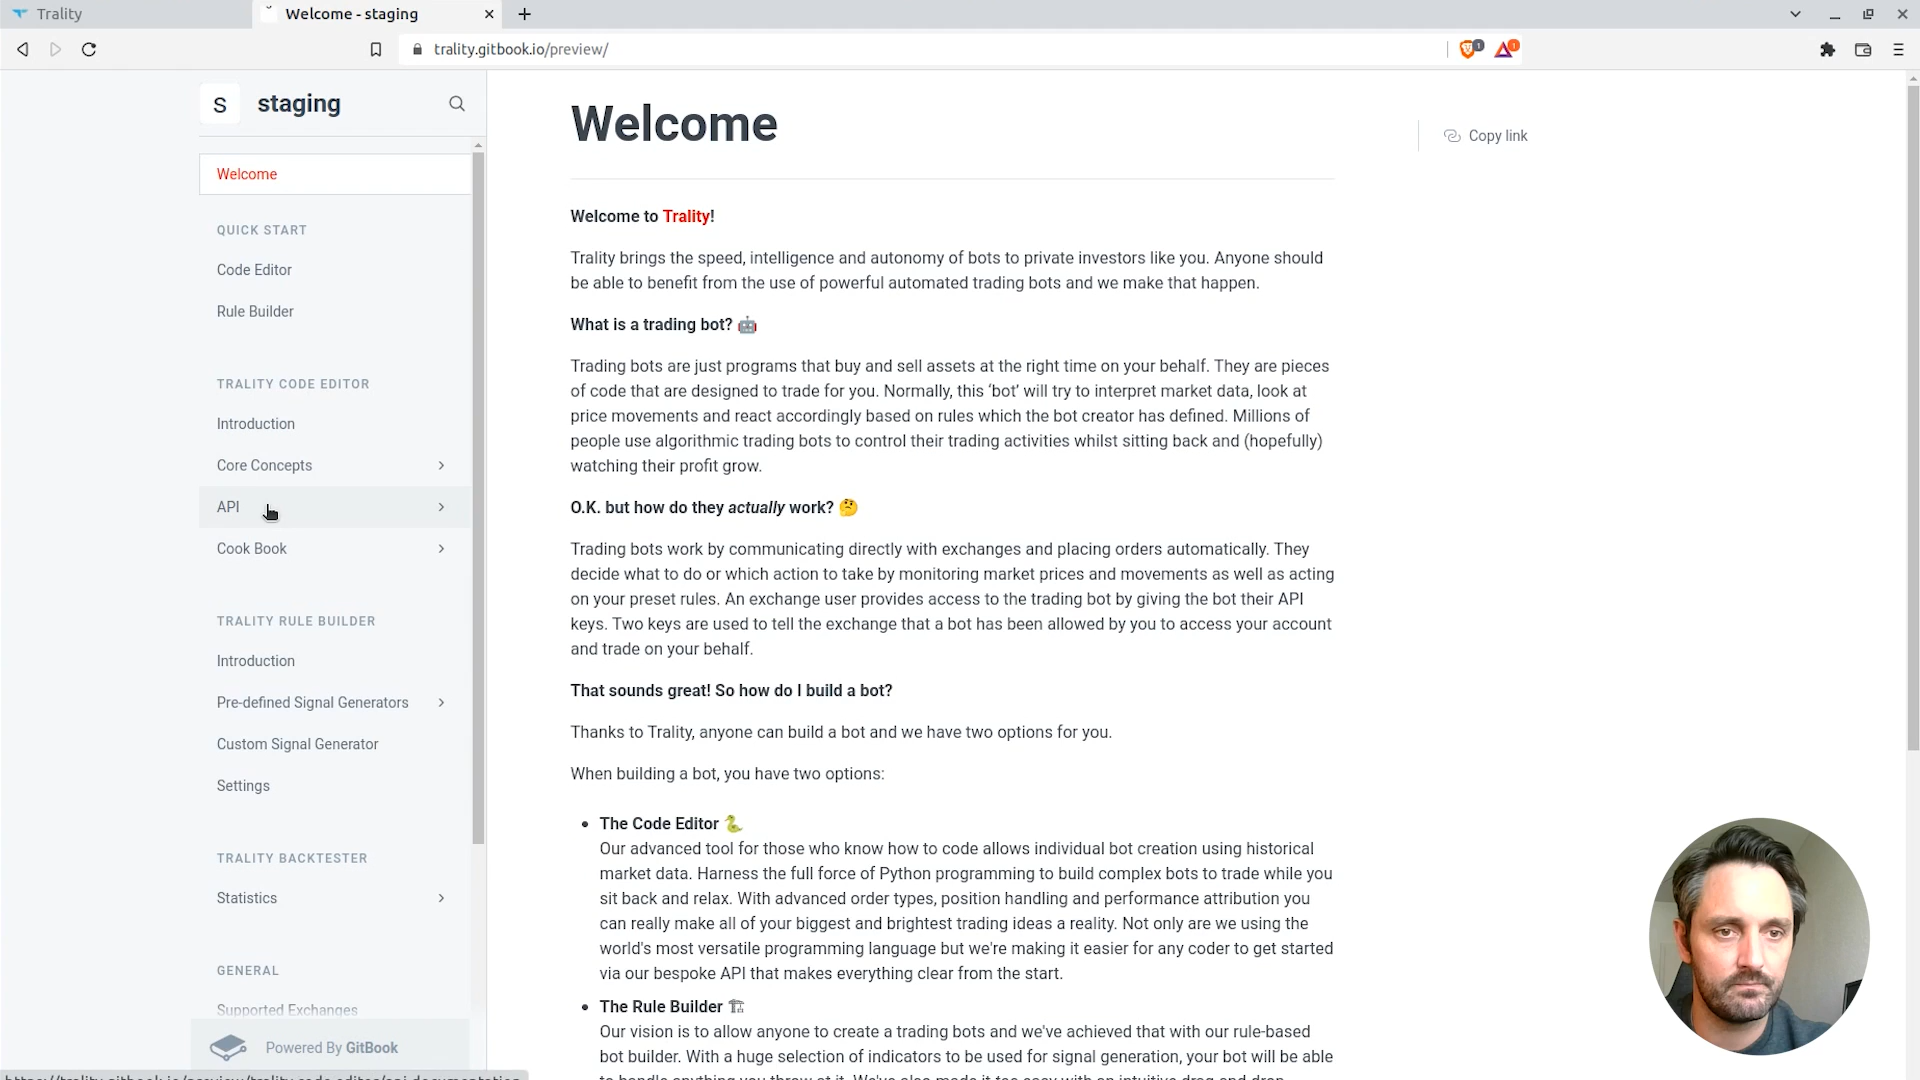 Trality
Welcome - staging
trality.gitbook.io/preview/
1
1
S staging
Welcome
QUICK START
Code Editor
Rule Builder
TRALITY CODE EDITOR
Introduction
Core Concepts
API
Cook Book
TRALITY RULE BUILDER
Introduction
Pre-defined Signal Generators
Custom Signal Generator
Settings
TRALITY BACKTESTER
Statistics
GENERAL
Supported Exchanges
Powered By GitBook
Welcome
Copy link
Welcome to Trality!
Trality brings the speed, intelligence and autonomy of bots to private investors like you. Anyone should
be able to benefit from the use of powerful automated trading bots and we make that happen.
What is a trading bot? 🤖
Trading bots are just programs that buy and sell assets at the right time on your behalf. They are pieces
of code that are designed to trade for you. Normally, this ‘bot’ will try to interpret market data, look at
price movements and react accordingly based on rules which the bot creator has defined. Millions of
people use algorithmic trading bots to control their trading activities whilst sitting back and (hopefully)
watching their profit grow.
O.K. but how do they actually work? 🤔
Trading bots work by communicating directly with exchanges and placing orders automatically. They
decide what to do or which action to take by monitoring market prices and movements as well as acting
on your preset rules. An exchange user provides access to the trading bot by giving the bot their API
keys. Two keys are used to tell the exchange that a bot has been allowed by you to access your account
and trade on your behalf.
That sounds great! So how do I build a bot?
Thanks to Trality, anyone can build a bot and we have two options for you.
When building a bot, you have two options:
• The Code Editor 🐍
Our advanced tool for those who know how to code allows individual bot creation using historical
market data. Harness the full force of Python programming to build complex bots to trade while you
sit back and relax. With advanced order types, position handling and performance attribution you
can really make all of your biggest and brightest trading ideas a reality. Not only are we using the
world's most versatile programming language but we're making it easier for any coder to get started
via our bespoke API that makes everything clear from the start.
• The Rule Builder 🏗
Our vision is to allow anyone to create a trading bots and we've achieved that with our rule-based
bot builder. With a huge selection of indicators to be used for signal generation, your bot will be able